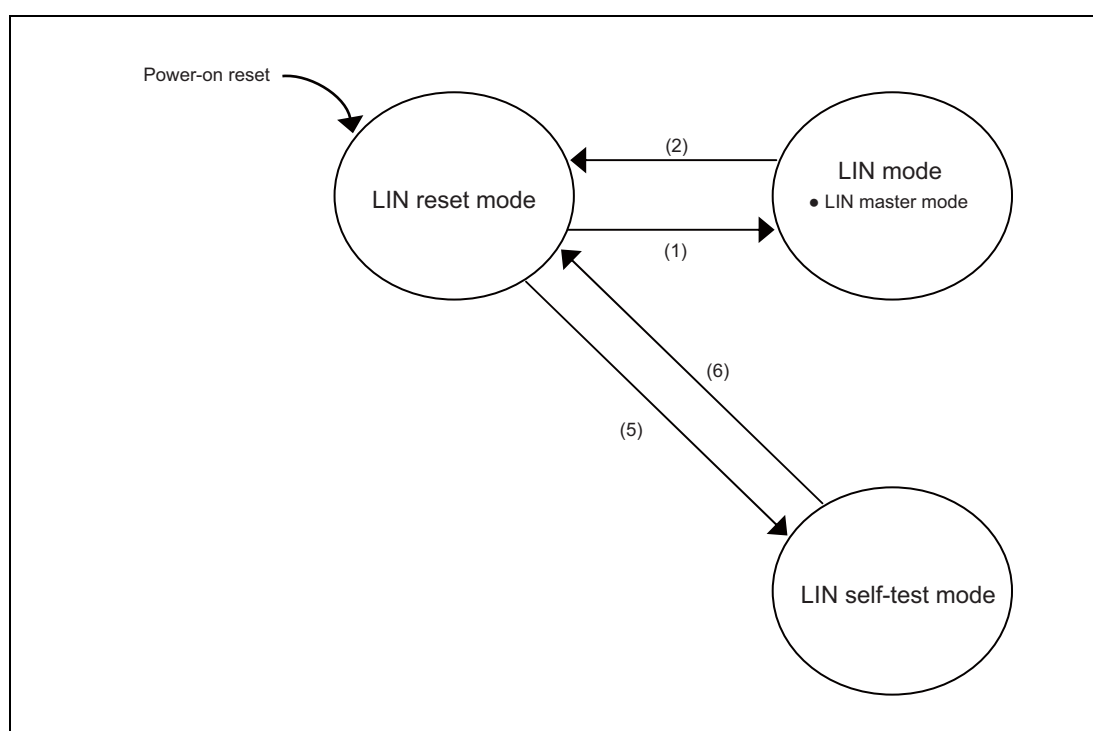 Power-on reset
LIN reset mode
(2)
(1)
LIN mode
● LIN master mode
(6)
(5)
LIN self-test mode